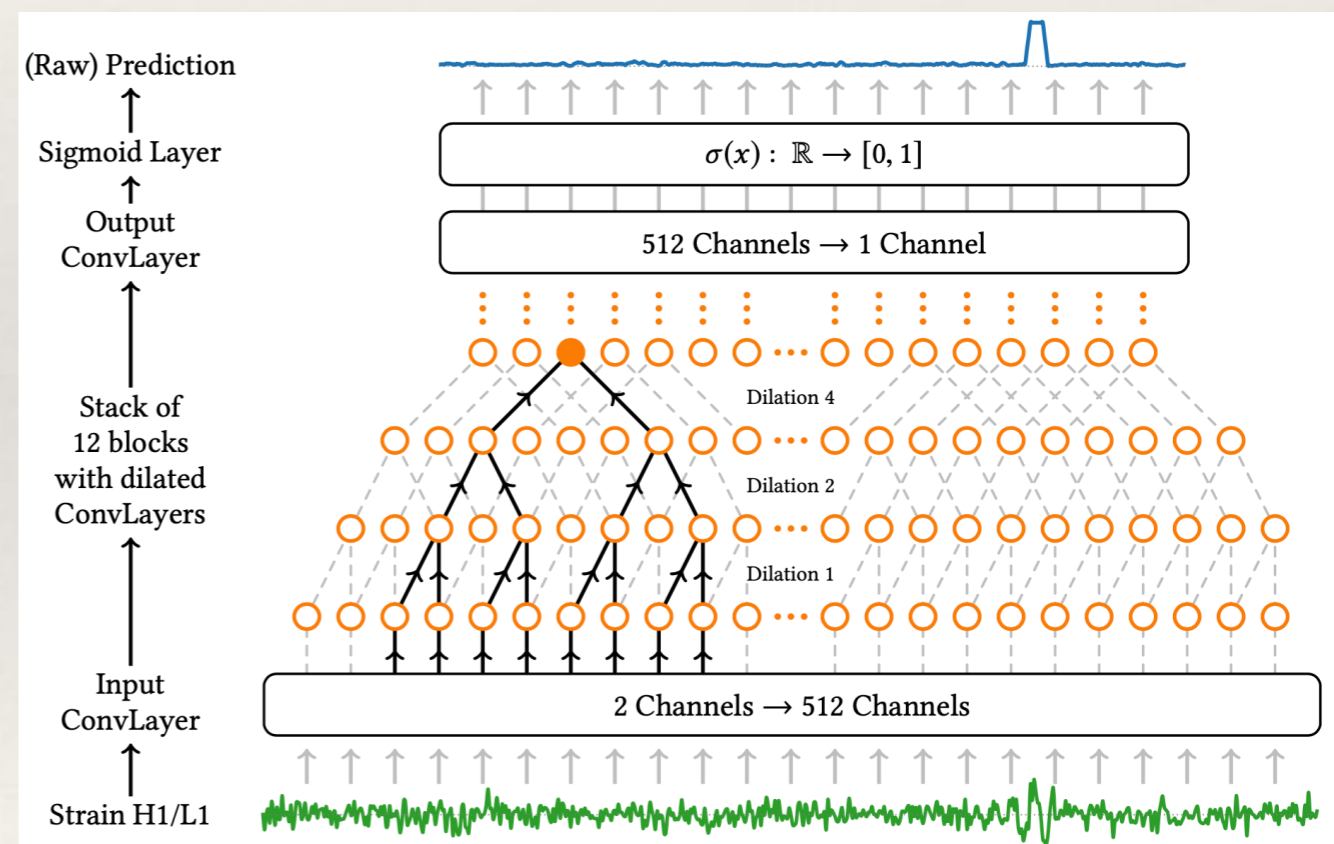 (Raw) Prediction
Sigmoid Layer
σ(x) : ℝ → [0, 1]
Output
ConvLayer
512 Channels → 1 Channel
Dilation 4
Stack of
12 blocks
with dilated
ConvLayers
Dilation 2
Dilation 1
Input
ConvLayer
2 Channels → 512 Channels
Strain H1/L1